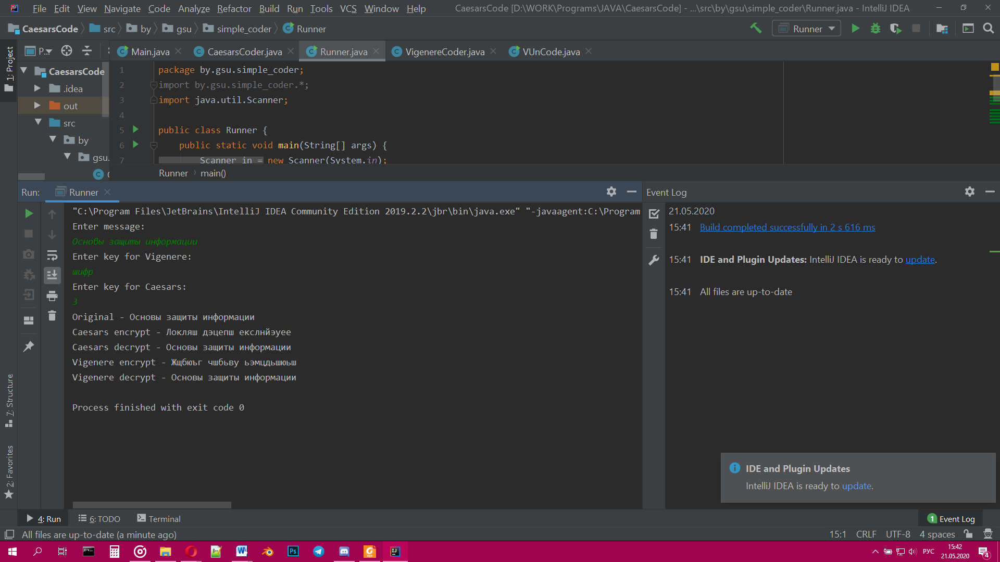 File Edit View Navigate Code Analyze Refactor Build Run Tools VCS Window Help CaesarsCode [D:\WORK\Programs\JAVA\CaesarsCode] - ...\src\by\gsu\simple_coder\Runner.java - IntelliJ IDEA
CaesarsCode src by gsu simple_coder Runner Runner
1: Project
P... Main.java CaesarsCoder.java Runner.java VigenereCoder.java VUnCode.java
CaesarsCode
.idea
out
src
by
gsu.
1 package by.gsu.simple_coder;
2 import by.gsu.simple_coder.*;
3 import java.util.Scanner;
4
5 public class Runner {
6 public static void main(String[] args) {
7 Scanner in = new Scanner(System.in);
Runner main()
Run: Runner
"C:\Program Files\JetBrains\IntelliJ IDEA Community Edition 2019.2.2\jbr\bin\java.exe" "-javaagent:C:\Program
Enter message:
Основы защиты информации
Enter key for Vigenere:
шифр
Enter key for Caesars:
3
Original - Основы защиты информации
Caesars encrypt - Локляш дэцепш екслнйэуее
Caesars decrypt - Основы защиты информации
Vigenere encrypt - Жщбюъг чшбьву ьэмцдьшюьш
Vigenere decrypt - Основы защиты информации
Process finished with exit code 0
Event Log
21.05.2020
15:41 Build completed successfully in 2 s 616 ms
15:41 IDE and Plugin Updates: IntelliJ IDEA is ready to update.
15:41 All files are up-to-date
IDE and Plugin Updates
IntelliJ IDEA is ready to update.
7: Structure
2: Favorites
4: Run 6: TODO Terminal 1 Event Log
All files are up-to-date (a minute ago) 15:1 CRLF UTF-8 4 spaces
РУС 15:42
21.05.2020 4